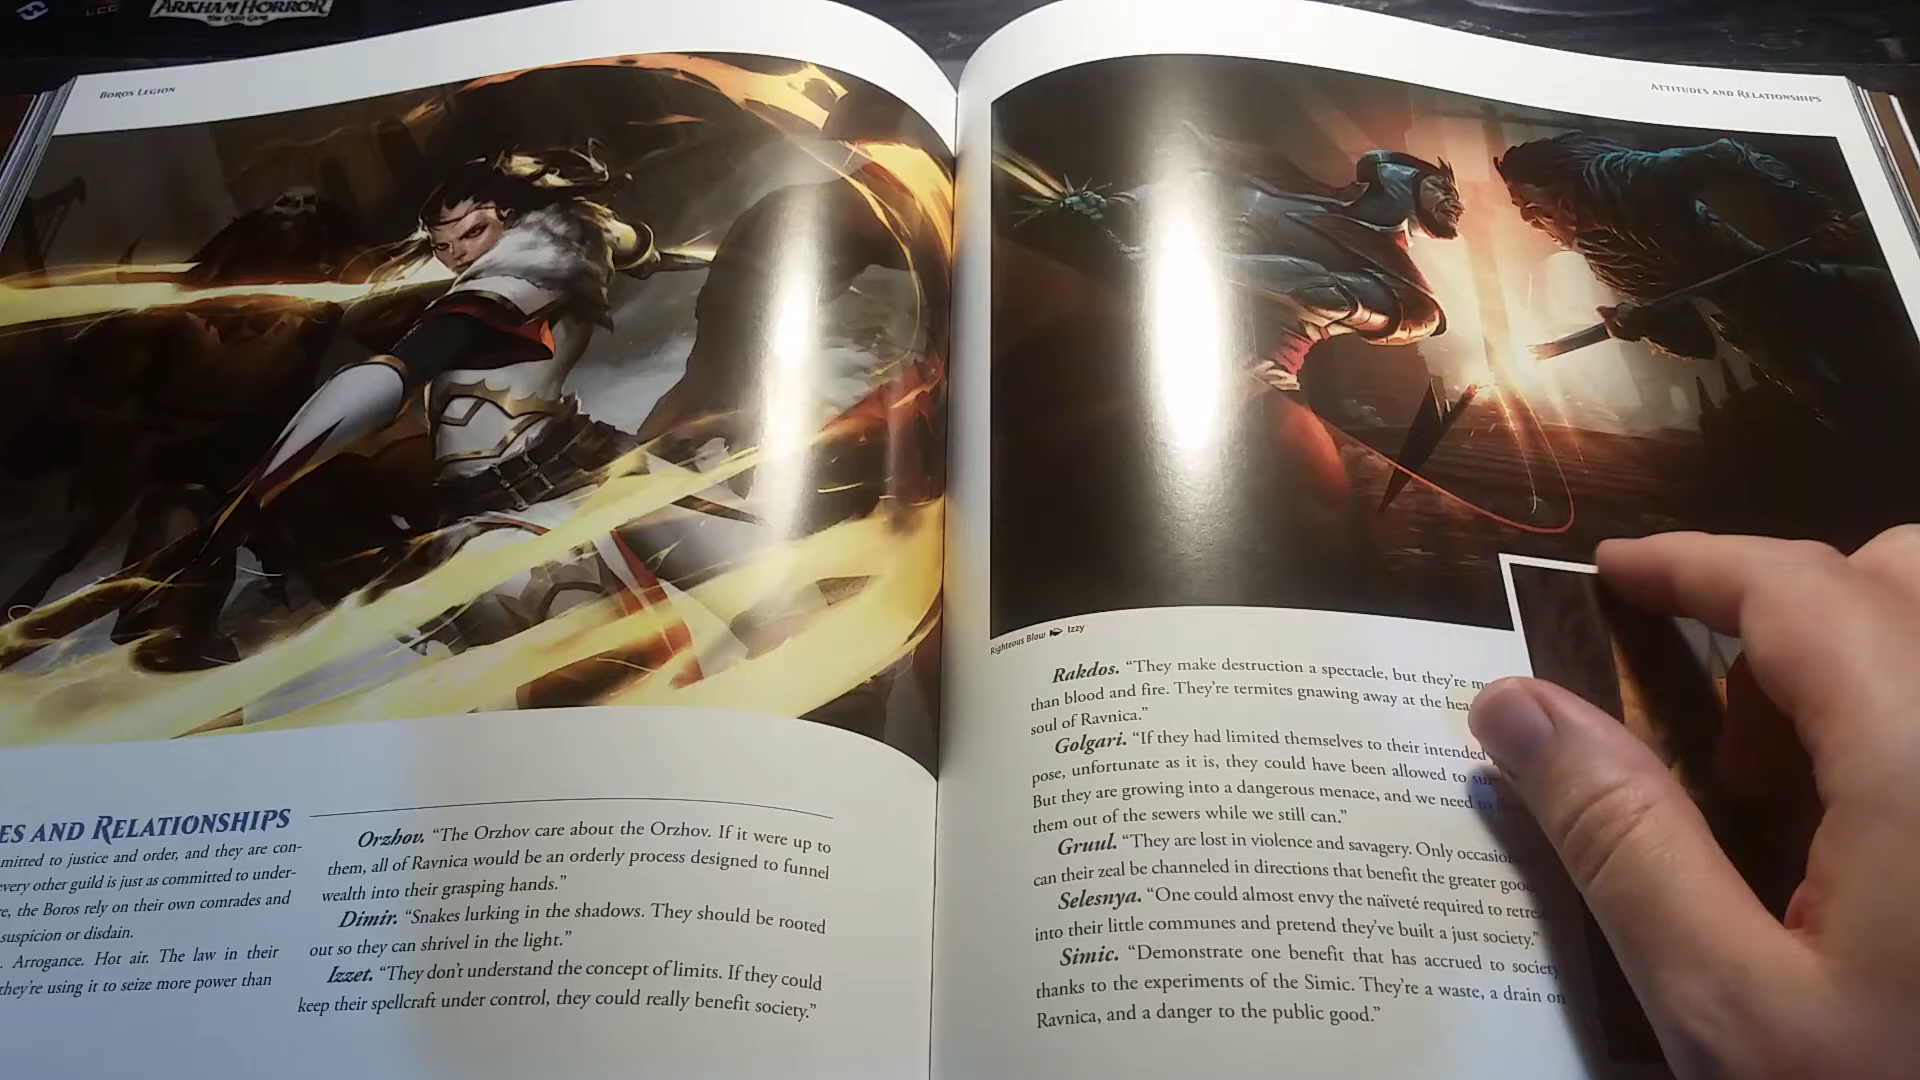 LCG
ARKHAM HORROR
THE CARD GAME
BOROS LEGION
ES AND RELATIONSHIPS
mitted to justice and order, and they are con-
every other guild is just as committed to under-
e, the Boros rely on their own comrades and
suspicion or disdain.
. Arrogance. Hot air. The law in their
they're using it to seize more power than
Orzhov. “The Orzhov care about the Orzhov. If it were up to
them, all of Ravnica would be an orderly process designed to funnel
wealth into their grasping hands.”
Dimir. “Snakes lurking in the shadows. They should be rooted
out so they can shrivel in the light.”
Izzet. “They don’t understand the concept of limits. If they could
keep their spellcraft under control, they could really benefit society.”
ATTITUDES AND RELATIONSHIPS
Righteous Blow Izzy
Rakdos. “They make destruction a spectacle, but they’re
than blood and fire. They’re termites gnawing away at the
soul of Ravnica.”
Golgari. “If they had limited themselves to their intended
pose, unfortunate as it is, they could have been allowed to
But they are growing into a dangerous menace, and we need
them out of the sewers while we still can.”
Gruul. “They are lost in violence and savagery. Only
can their zeal be channeled in directions that benefit the greater
Selesnya. “One could almost envy the naïveté required to
into their little communes and pretend they’ve built a just society.”
Simic. “Demonstrate one benefit that has accrued to society
thanks to the experiments of the Simic. They’re a waste, a drain on
Ravnica, and a danger to the public good.”